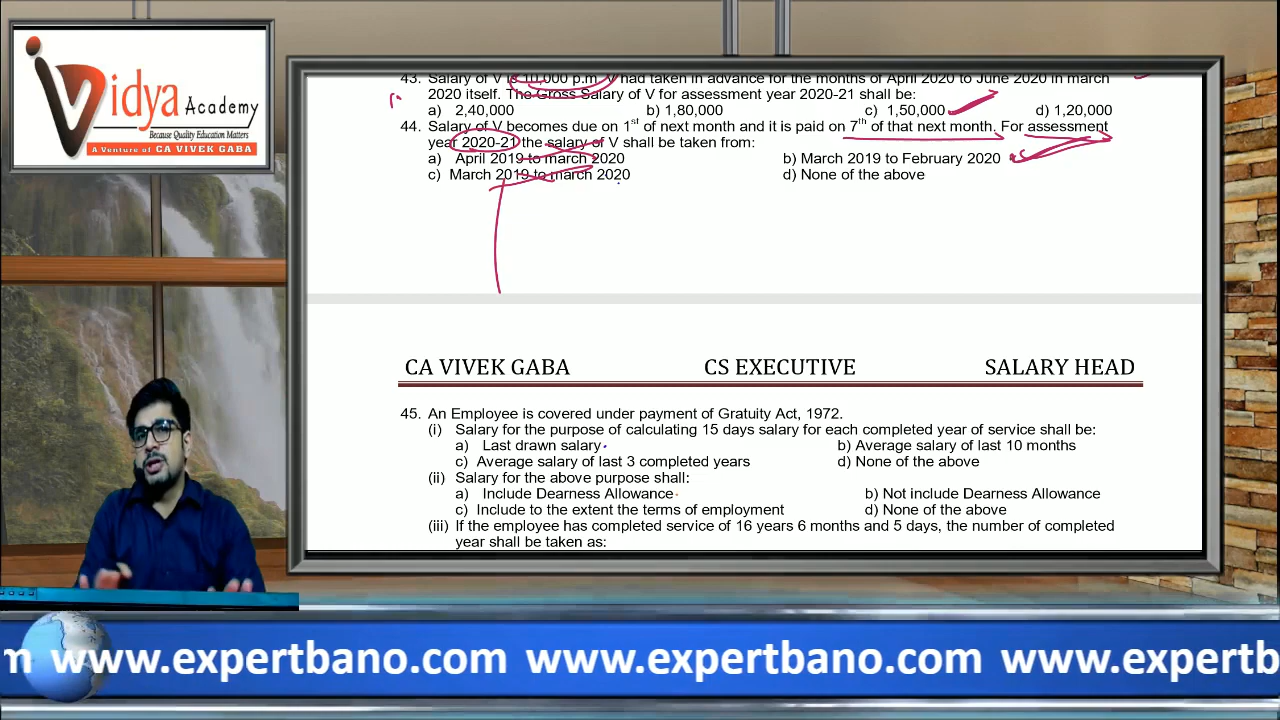 Vidya Academy
Because Quality Education Matters
A Venture of CA VIVEK GABA
43. Salary of V is 10,000 p.m. V had taken in advance for the months of April 2020 to June 2020 in march
2020 itself. The Gross Salary of V for assessment year 2020-21 shall be:
a) 2,40,000 b) 1,80,000 c) 1,50,000 d) 1,20,000
44. Salary of V becomes due on 1st of next month and it is paid on 7th of that next month. For assessment
year 2020-21 the salary of V shall be taken from:
a) April 2019 to march 2020 b) March 2019 to February 2020
c) March 2019 to march 2020 d) None of the above
CA VIVEK GABA CS EXECUTIVE SALARY HEAD
45. An Employee is covered under payment of Gratuity Act, 1972.
(i) Salary for the purpose of calculating 15 days salary for each completed year of service shall be:
a) Last drawn salary b) Average salary of last 10 months
c) Average salary of last 3 completed years d) None of the above
(ii) Salary for the above purpose shall:
a) Include Dearness Allowance b) Not include Dearness Allowance
c) Include to the extent the terms of employment d) None of the above
(iii) If the employee has completed service of 16 years 6 months and 5 days, the number of completed
year shall be taken as:
m www.expertbano.com www.expertbano.com www.expertb